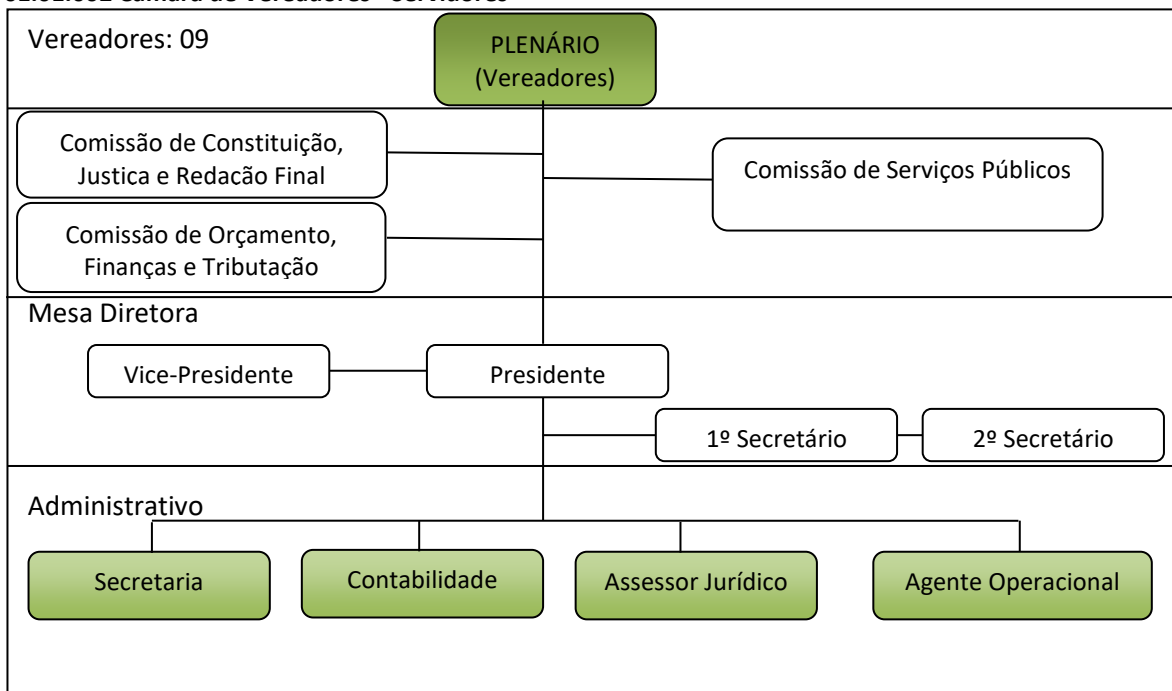 Vereadores: 09
PLENÁRIO
(Vereadores)
Comissão de Constituição,
Justica e Redacão Final
Comissão de Serviços Públicos
Comissão de Orçamento,
Finanças e Tributação
Mesa Diretora
Vice-Presidente
Presidente
1º Secretário
2º Secretário
Administrativo
Secretaria
Contabilidade
Assessor Jurídico
Agente Operacional